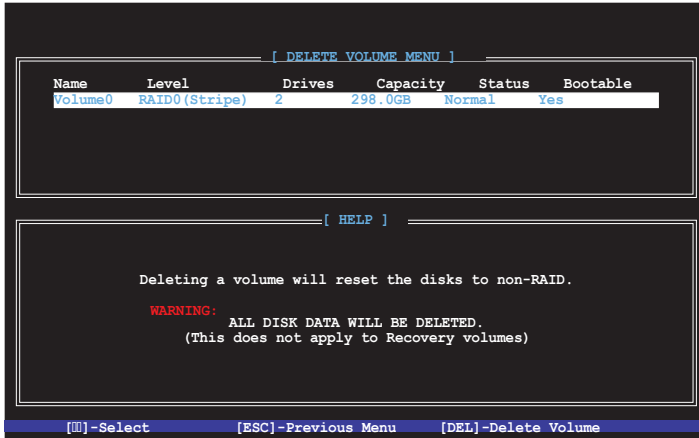 [ DELETE VOLUME MENU ]
Name Level Drives Capacity Status Bootable
Volume0 RAID0(Stripe) 2 298.0GB Normal Yes
[ HELP ]
Deleting a volume will reset the disks to non-RAID.
WARNING:
ALL DISK DATA WILL BE DELETED.
(This does not apply to Recovery volumes)
[▯▯]-Select [ESC]-Previous Menu [DEL]-Delete Volume